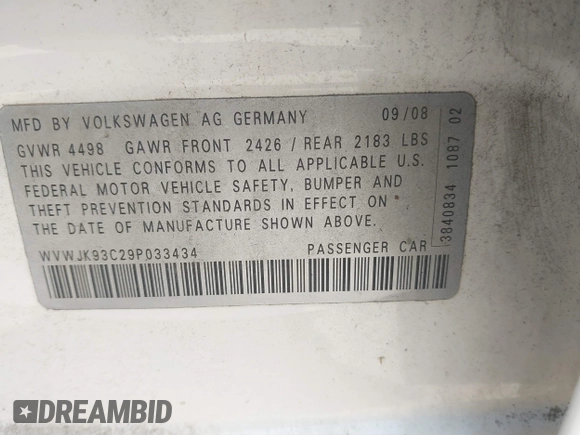 MFD BY VOLKSWAGEN AG GERMANY 09/08
GVWR 4498 GAWR FRONT 2426 / REAR 2183 LBS
THIS VEHICLE CONFORMS TO ALL APPLICABLE U.S.
FEDERAL MOTOR VEHICLE SAFETY, BUMPER AND
THEFT PREVENTION STANDARDS IN EFFECT ON
THE DATE OF MANUFACTURE SHOWN ABOVE.
WVWJK93C29P033434 PASSENGER CAR
3840834 1087 02
DREAMBID